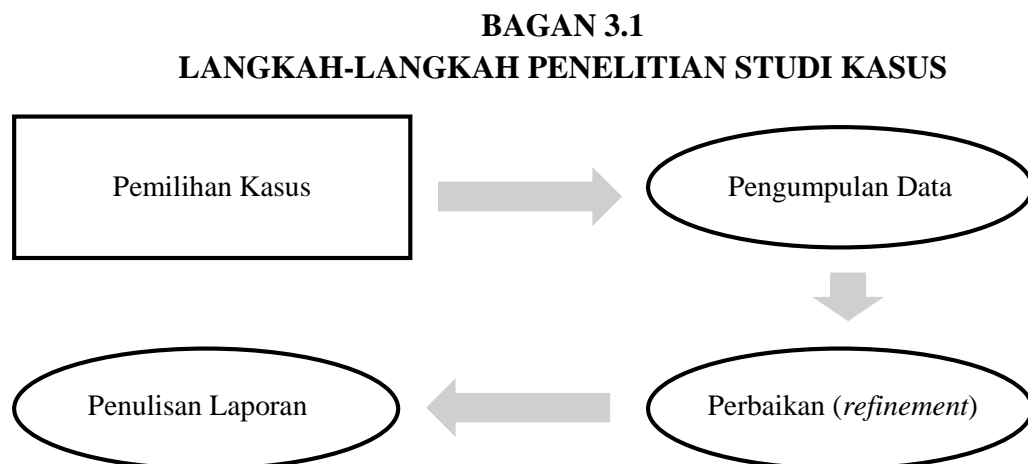 BAGAN 3.1
LANGKAH-LANGKAH PENELITIAN STUDI KASUS
Pemilihan Kasus
Pengumpulan Data
Perbaikan (refinement)
Penulisan Laporan